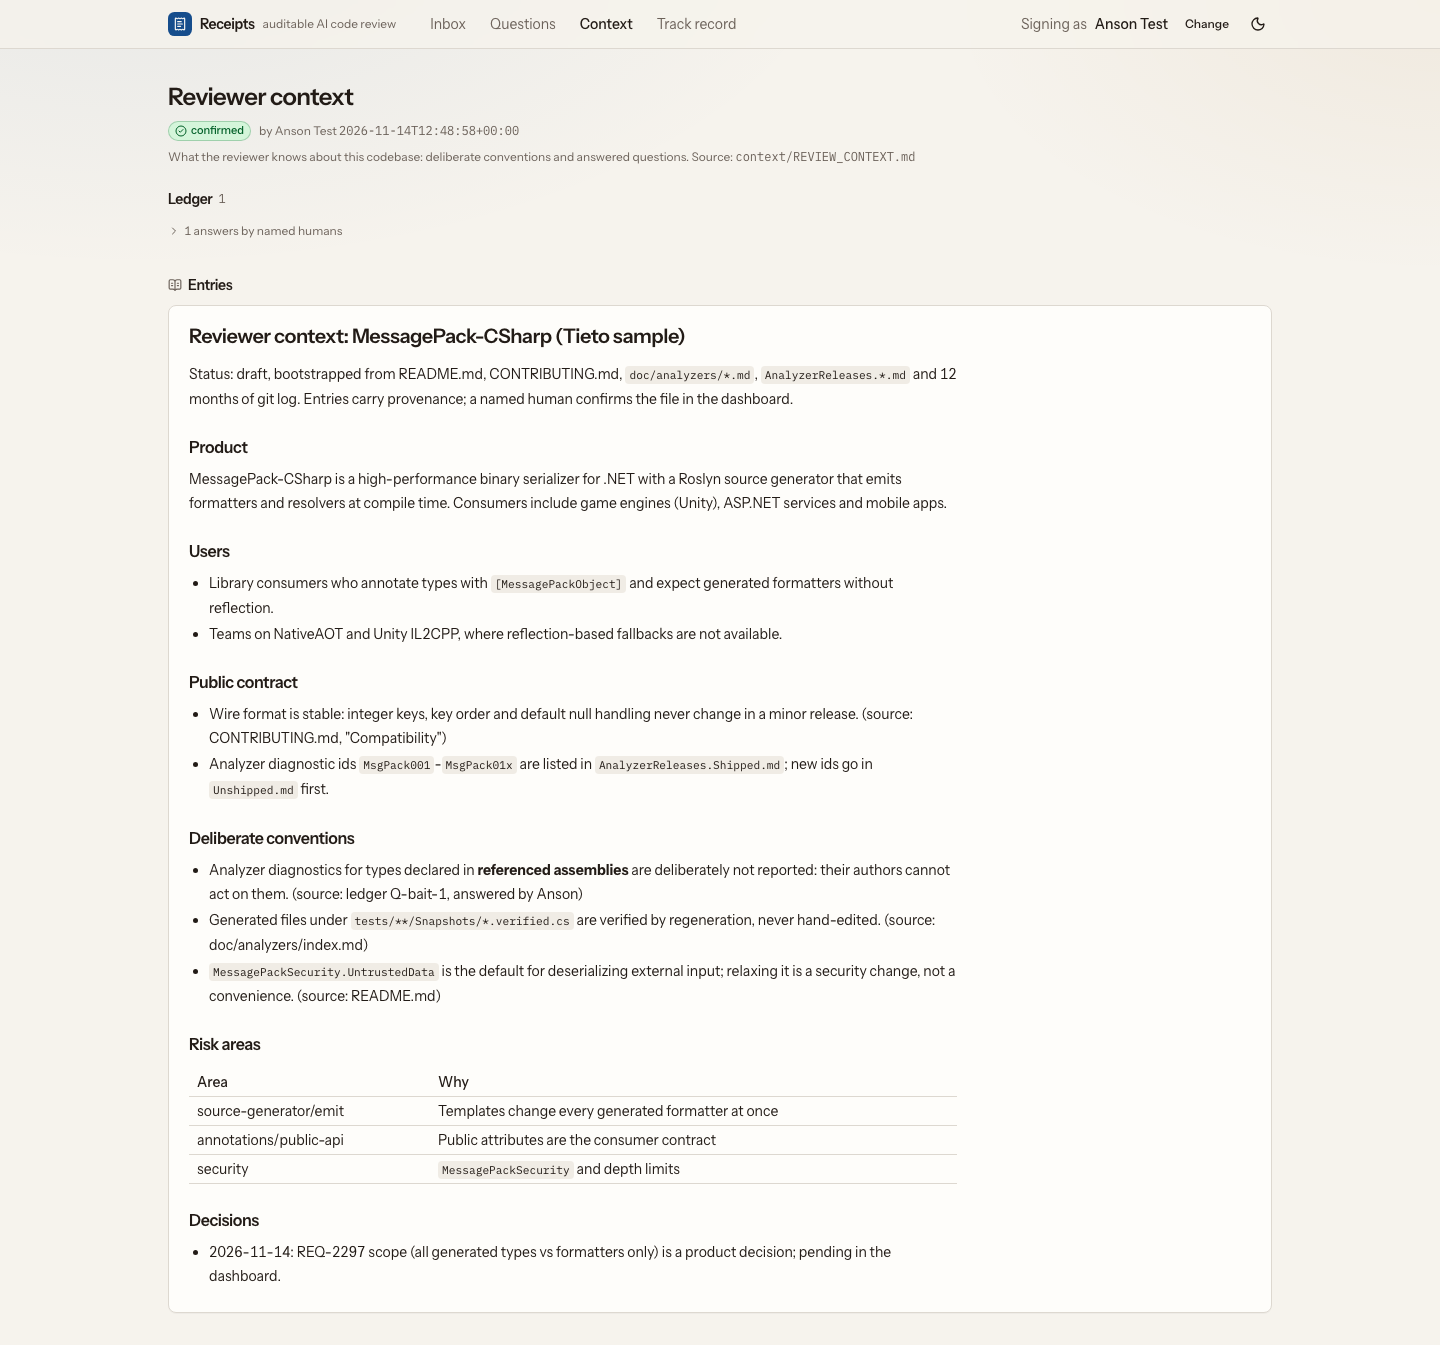 Receipts auditable AI code review Inbox Questions Context Track record Signing as Anson Test Change
Reviewer context
confirmed by Anson Test 2026-11-14T12:48:58+00:00
What the reviewer knows about this codebase: deliberate conventions and answered questions. Source: context/REVIEW_CONTEXT.md
Ledger 1
1 answers by named humans
Entries
Reviewer context: MessagePack-CSharp (Tieto sample)
Status: draft, bootstrapped from README.md, CONTRIBUTING.md, doc/analyzers/*.md, AnalyzerReleases.*.md and 12
months of git log. Entries carry provenance; a named human confirms the file in the dashboard.
Product
MessagePack-CSharp is a high-performance binary serializer for .NET with a Roslyn source generator that emits
formatters and resolvers at compile time. Consumers include game engines (Unity), ASP.NET services and mobile apps.
Users
• Library consumers who annotate types with [MessagePackObject] and expect generated formatters without
reflection.
• Teams on NativeAOT and Unity IL2CPP, where reflection-based fallbacks are not available.
Public contract
• Wire format is stable: integer keys, key order and default null handling never change in a minor release. (source:
CONTRIBUTING.md, "Compatibility")
• Analyzer diagnostic ids MsgPack001-MsgPack01x are listed in AnalyzerReleases.Shipped.md; new ids go in
Unshipped.md first.
Deliberate conventions
• Analyzer diagnostics for types declared in referenced assemblies are deliberately not reported: their authors cannot
act on them. (source: ledger Q-bait-1, answered by Anson)
• Generated files under tests/**/Snapshots/*.verified.cs are verified by regeneration, never hand-edited. (source:
doc/analyzers/index.md)
• MessagePackSecurity.UntrustedData is the default for deserializing external input; relaxing it is a security change, not a
convenience. (source: README.md)
Risk areas
Area Why
source-generator/emit Templates change every generated formatter at once
annotations/public-api Public attributes are the consumer contract
security MessagePackSecurity and depth limits
Decisions
• 2026-11-14: REQ-2297 scope (all generated types vs formatters only) is a product decision; pending in the
dashboard.